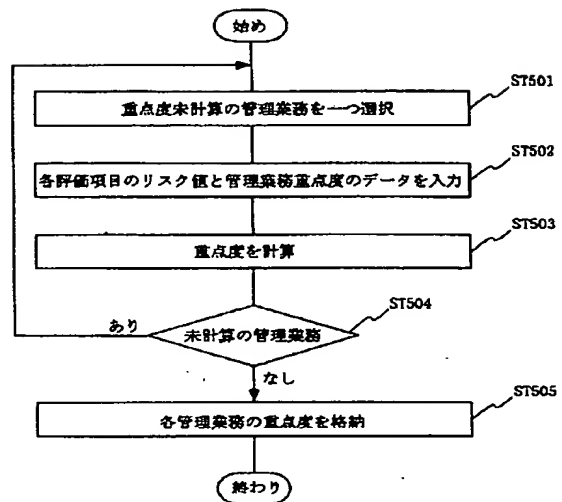 始め
ST501
重点度未計算の管理業務を一つ選択
ST502
各評価項目のリスク値と管理業務重点度のデータを入力
ST503
重点度を計算
ST504
あり
未計算の管理業務
なし
ST505
各管理業務の重点度を格納
終わり